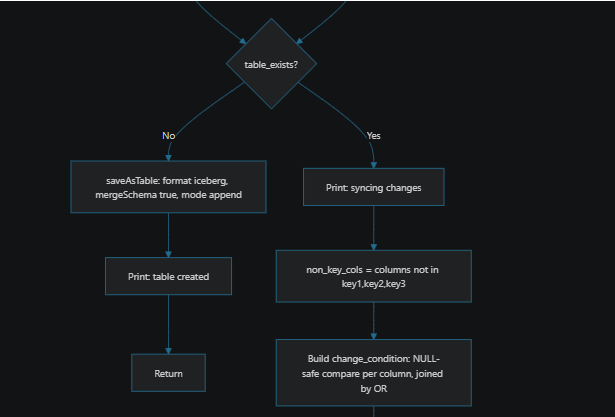 table_exists?
No
Yes
saveAsTable: format iceberg,
mergeSchema true, mode append
Print: syncing changes
Print: table created
non_key_cols = columns not in
key1,key2,key3
Return
Build change_condition: NULL-
safe compare per column, joined
by OR